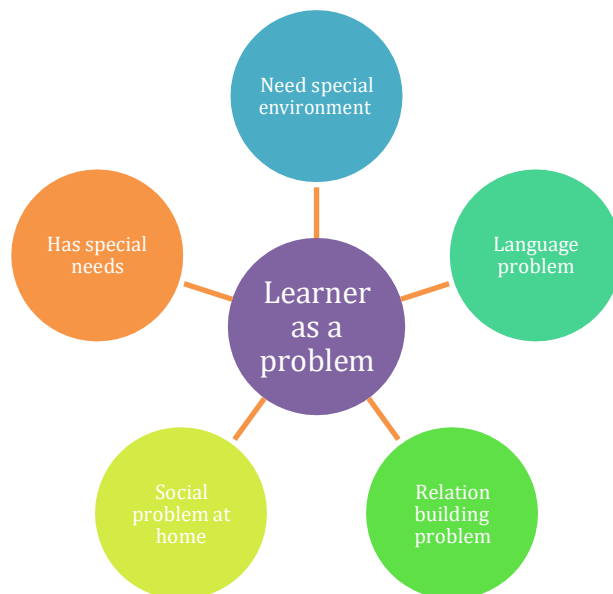 Need special
environment
Has special
needs
Language
problem
Learner
as a
problem
Social
problem at
home
Relation
building
problem